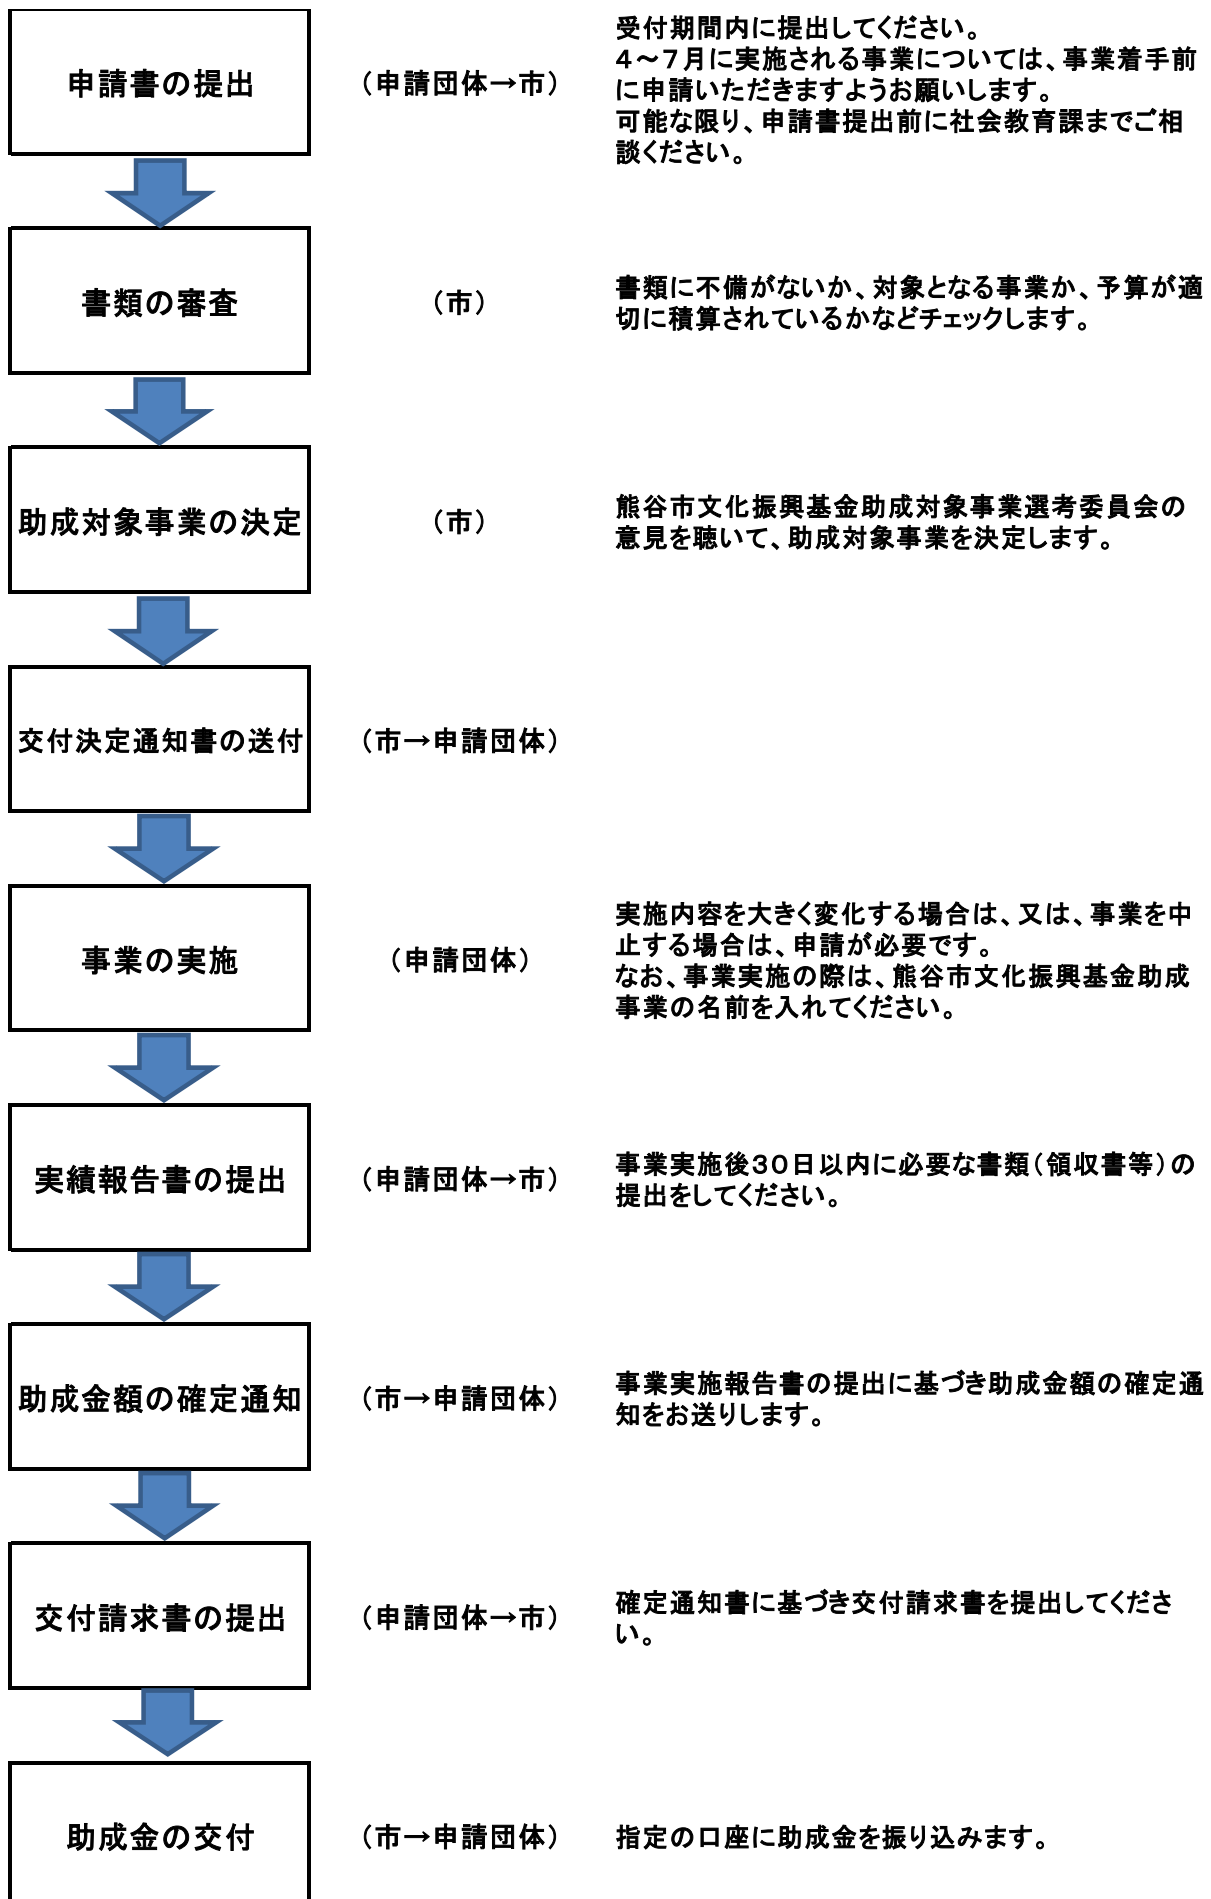 申請書の提出
（申請団体→市）
受付期間内に提出してください。
４～７月に実施される事業については、事業着手前
に申請いただきますようお願いします。
可能な限り、申請書提出前に社会教育課までご相
談ください。
書類の審査
（市）
書類に不備がないか、対象となる事業か、予算が適
切に積算されているかなどチェックします。
助成対象事業の決定
（市）
熊谷市文化振興基金助成対象事業選考委員会の
意見を聴いて、助成対象事業を決定します。
交付決定通知書の送付
（市→申請団体）
事業の実施
（申請団体）
実施内容を大きく変化する場合は、又は、事業を中
止する場合は、申請が必要です。
なお、事業実施の際は、熊谷市文化振興基金助成
事業の名前を入れてください。
実績報告書の提出
（申請団体→市）
事業実施後３０日以内に必要な書類（領収書等）の
提出をしてください。
助成金額の確定通知
（市→申請団体）
事業実施報告書の提出に基づき助成金額の確定通
知をお送りします。
交付請求書の提出
（申請団体→市）
確定通知書に基づき交付請求書を提出してくださ
い。
助成金の交付
（市→申請団体）
指定の口座に助成金を振り込みます。